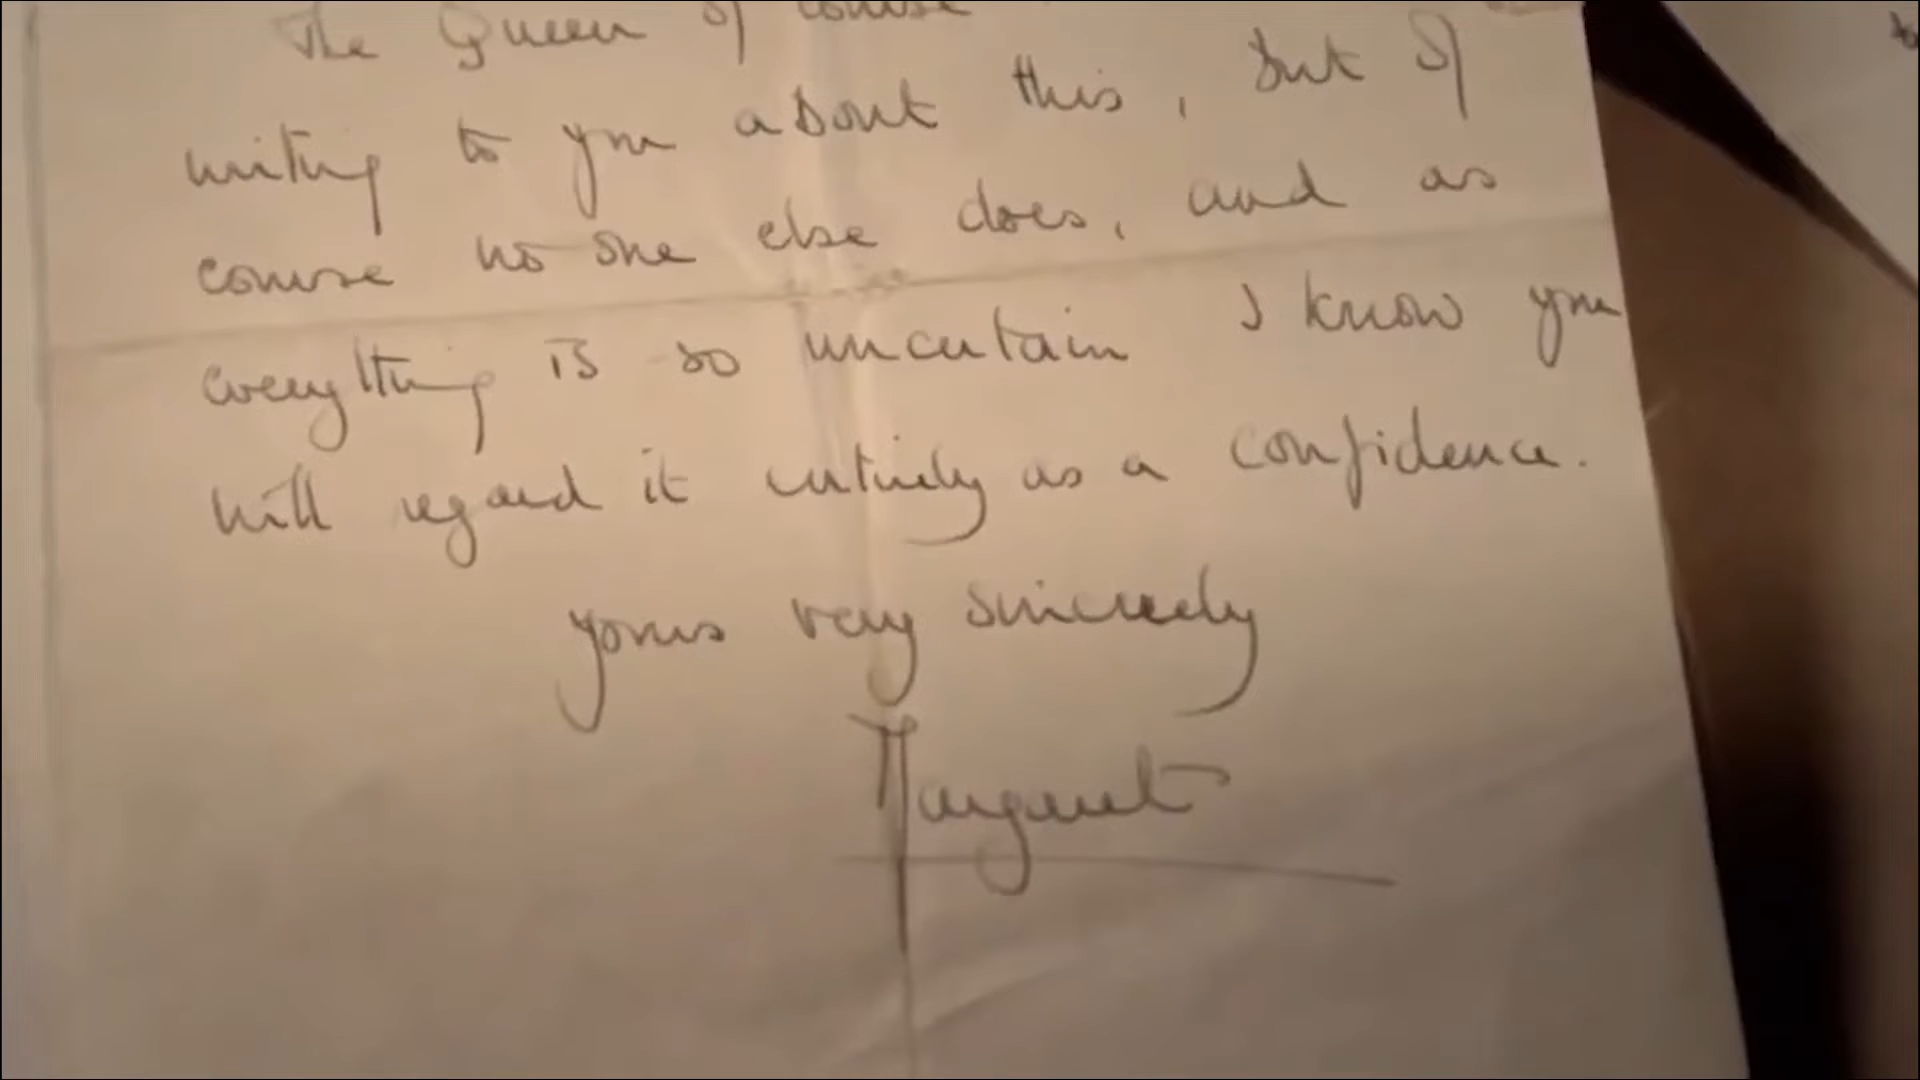 The Queen of course
writing to you about this, but of
course no one else does, and as
everything is so uncertain I know you
will regard it entirely as a confidence.
yours very sincerely
Margaret